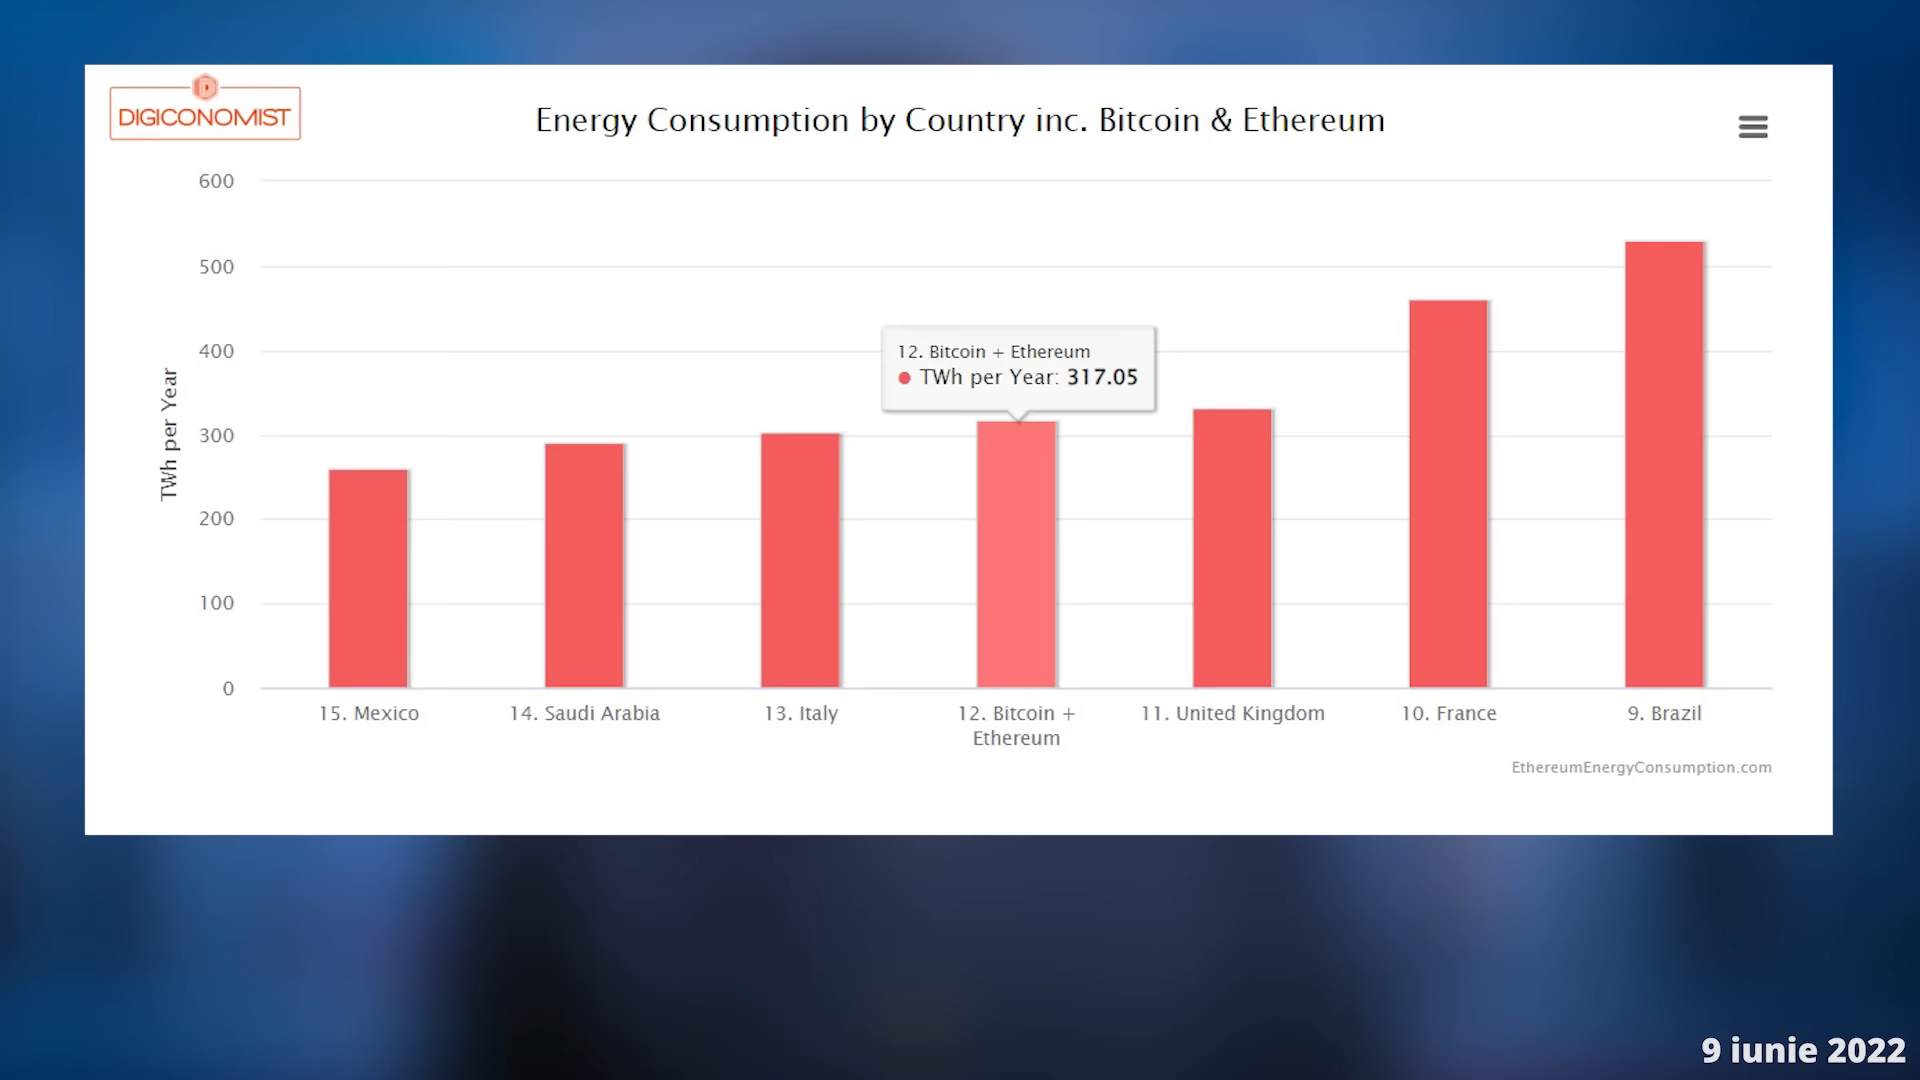 DIGICONOMIST
Energy Consumption by Country inc. Bitcoin & Ethereum
600
500
400
300
200
100
0
TWh per Year
12. Bitcoin + Ethereum
TWh per Year: 317.05
15. Mexico
14. Saudi Arabia
13. Italy
12. Bitcoin +
Ethereum
11. United Kingdom
10. France
9. Brazil
EthereumEnergyConsumption.com
9 iunie 2022